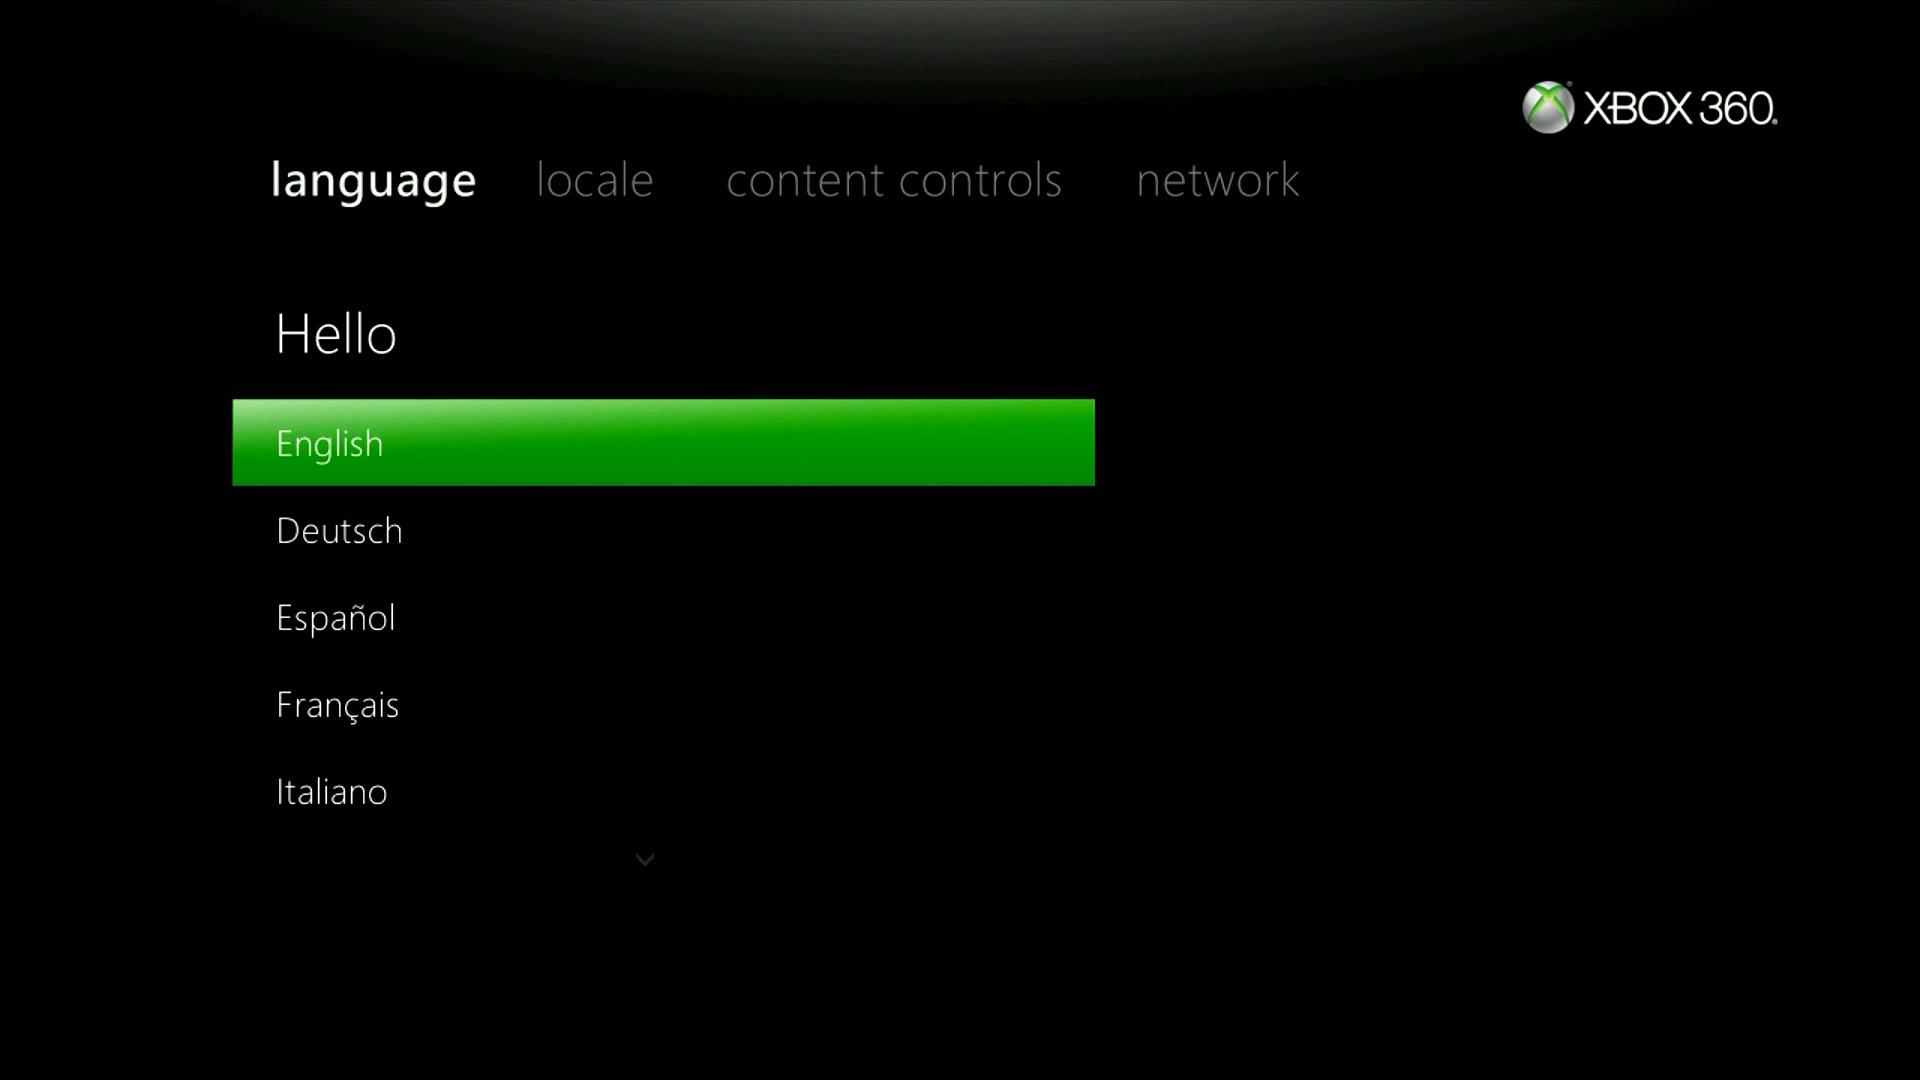 XBOX 360
language locale content controls network
Hello
English
Deutsch
Español
Français
Italiano